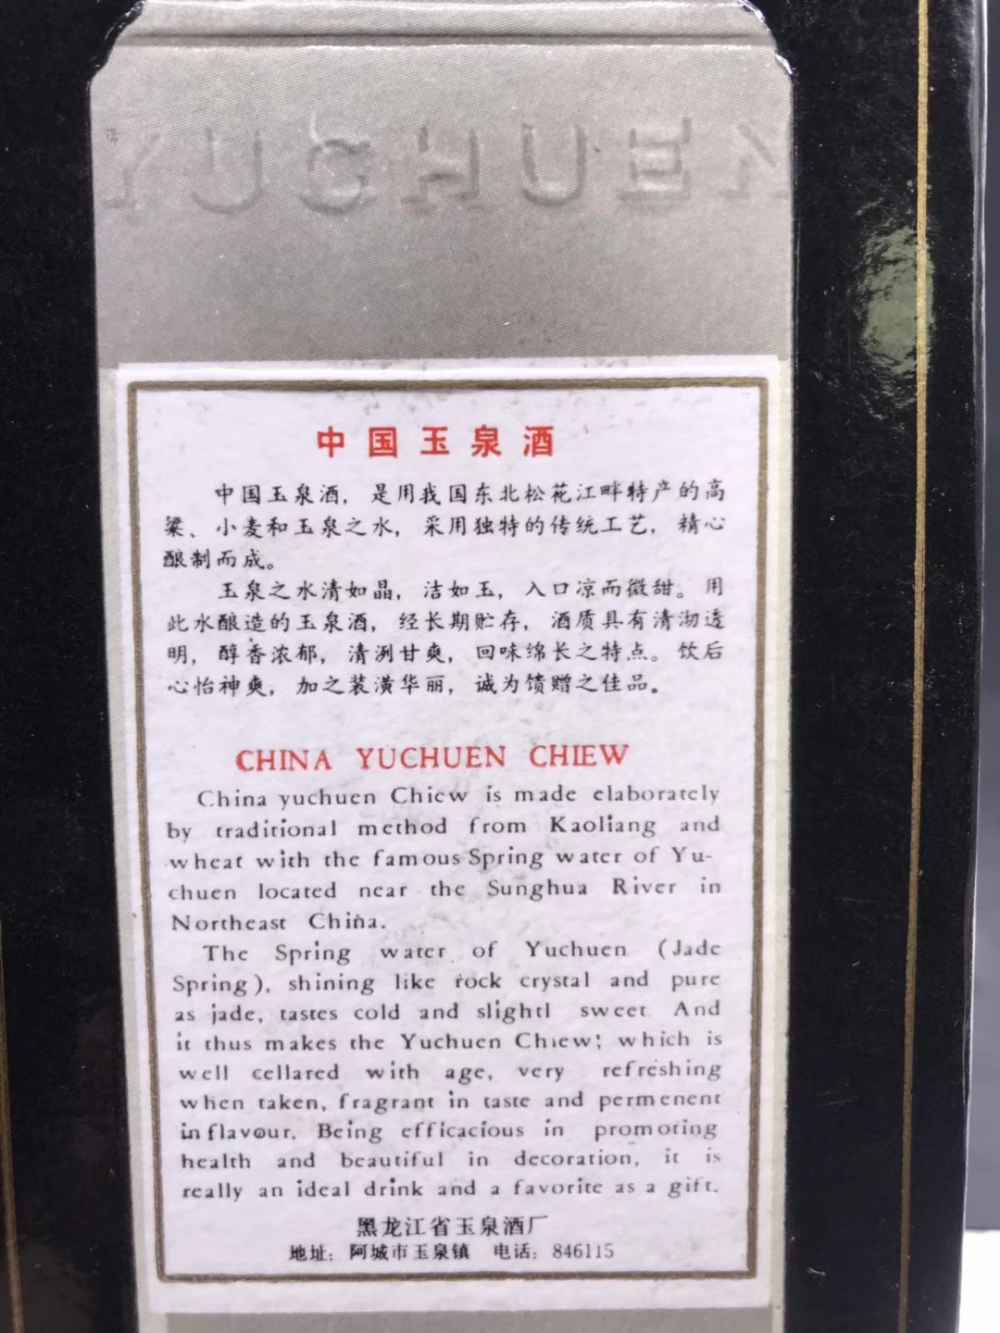 YUCHUEN
中国玉泉酒
中国玉泉酒，是用我国东北松花江畔特产的高
粱、小麦和玉泉之水，采用独特的传统工艺，精心
酿制而成。
玉泉之水清如晶，洁如玉，入口凉而微甜。用
此水酿造的玉泉酒，经长期贮存，酒质具有清澈透
明，醇香浓郁，清冽甘爽，回味绵长之特点。饮后
心怡神爽，加之装潢华丽，诚为馈赠之佳品。
CHINA YUCHUEN CHIEW
China yuchuen Chiew is made elaborately
by traditional method from Kaoliang and
wheat with the famous Spring water of Yu-
chuen located near the Sunghua River in
Northeast China.
The Spring water of Yuchuen (Jade
Spring), shining like rock crystal and pure
as jade, tastes cold and slightl sweet And
it thus makes the Yuchuen Chiew; which is
well cellared with age, very refreshing
when taken, fragrant in taste and permenent
in flavour. Being efficacious in promoting
health and beautiful in decoration, it is
really an ideal drink and a favorite as a gift.
黑龙江省玉泉酒厂
地址：阿城市玉泉镇 电话：846115